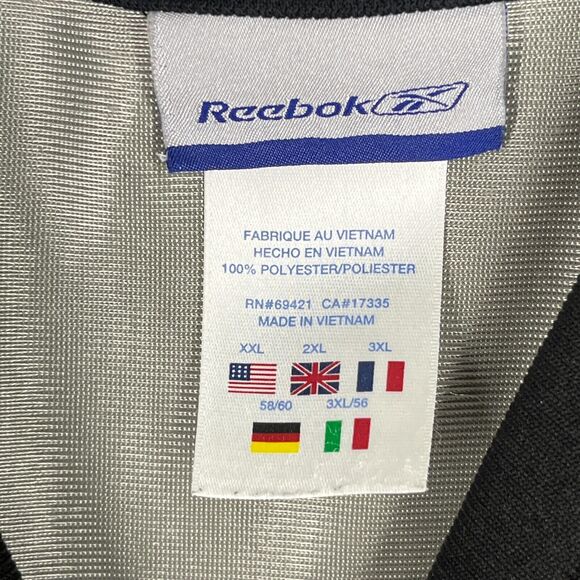 Reebok
FABRIQUE AU VIETNAM
HECHO EN VIETNAM
100% POLYESTER/POLIESTER
RN#69421 CA#17335
MADE IN VIETNAM
XXL 2XL 3XL
58/60 3XL/56